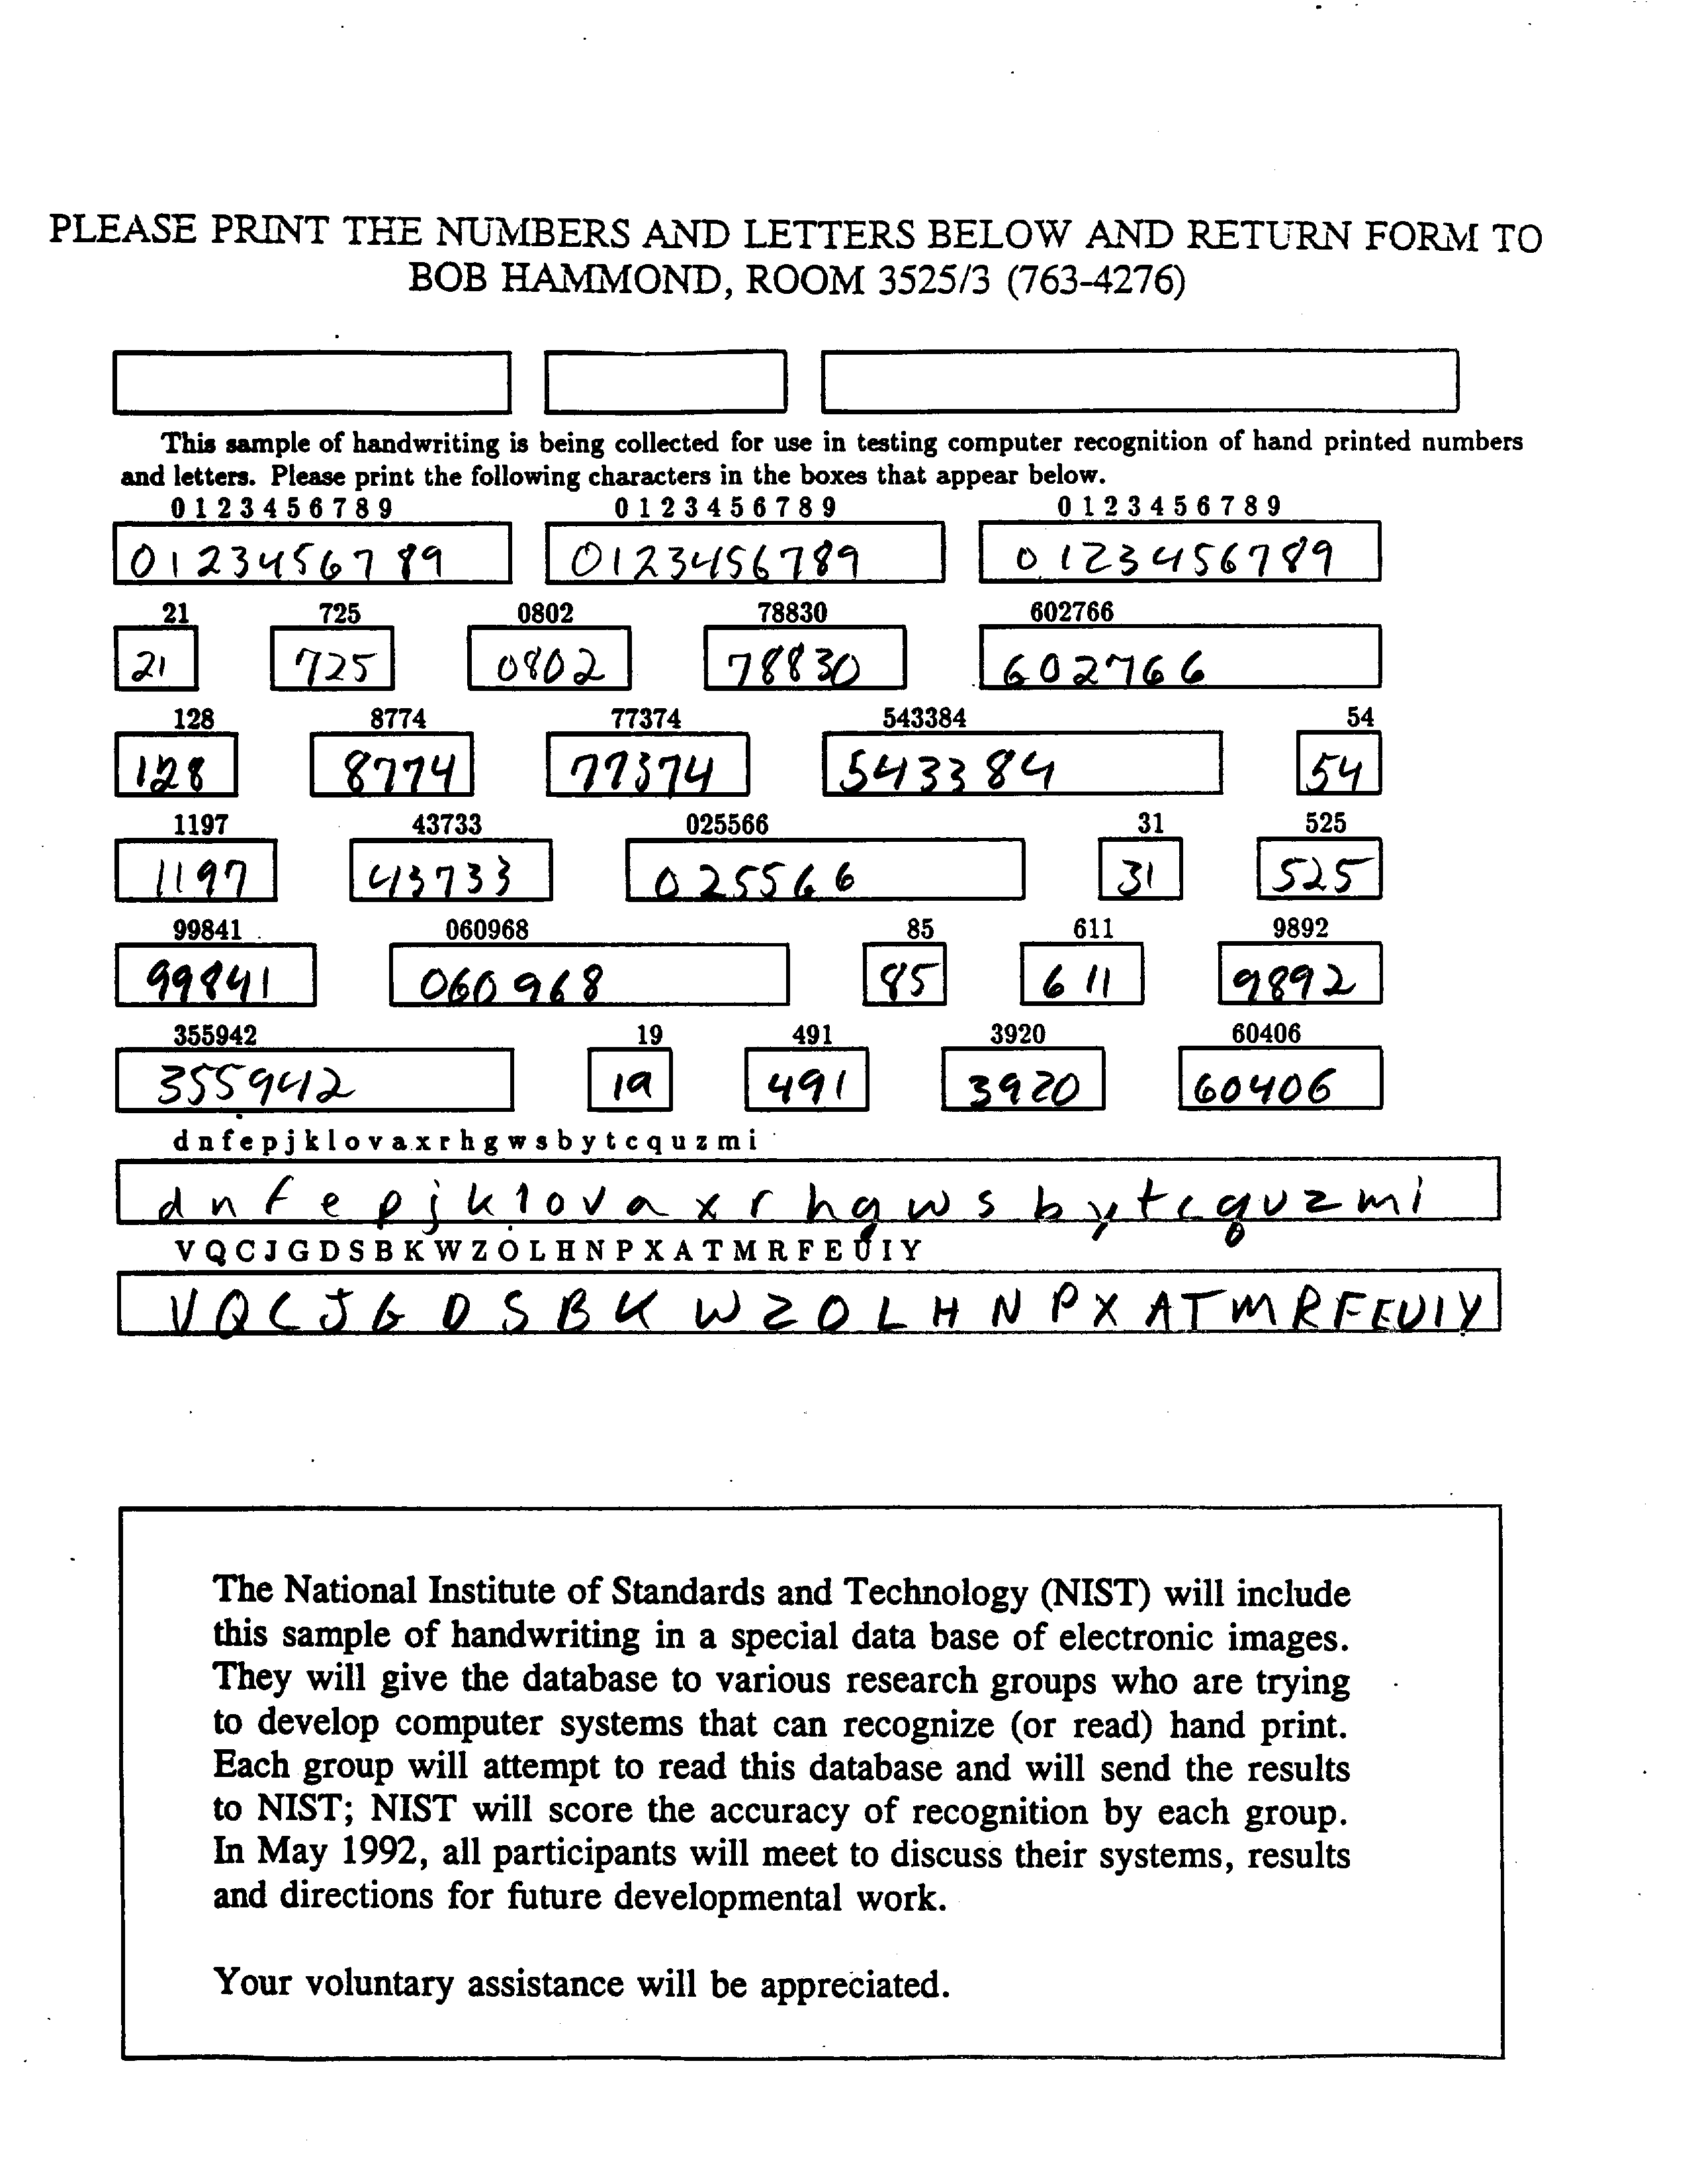 PLEASE PRINT THE NUMBERS AND LETTERS BELOW AND RETURN FORM TO
BOB HAMMOND, ROOM 3525/3 (763-4276)
This sample of handwriting is being collected for use in testing computer recognition of hand printed numbers
and letters. Please print the following characters in the boxes that appear below.
0 1 2 3 4 5 6 7 8 9 0 1 2 3 4 5 6 7 8 9 0 1 2 3 4 5 6 7 8 9
0123456789 0123456789 0123456789
21 725 0802 78830 602766
21 725 0802 78830 602766
128 8774 77374 543384 54
128 8774 77374 543384 54
1197 43733 025566 31 525
1197 43733 025566 31 525
99841 060968 85 611 9892
99841 060968 85 611 9892
355942 19 491 3920 60406
355942 19 491 3920 60406
d n f e p j k l o v a x r h g w s b y t c q u z m i
d n f e p j k l o v a x r h g w s b y t c q u z m i
V Q C J G D S B K W Z O L H N P X A T M R F E U I Y
V Q C J G D S B K W Z O L H N P X A T M R F E U I Y
The National Institute of Standards and Technology (NIST) will include
this sample of handwriting in a special data base of electronic images.
They will give the database to various research groups who are trying
to develop computer systems that can recognize (or read) hand print.
Each group will attempt to read this database and will send the results
to NIST; NIST will score the accuracy of recognition by each group.
In May 1992, all participants will meet to discuss their systems, results
and directions for future developmental work.
Your voluntary assistance will be appreciated.